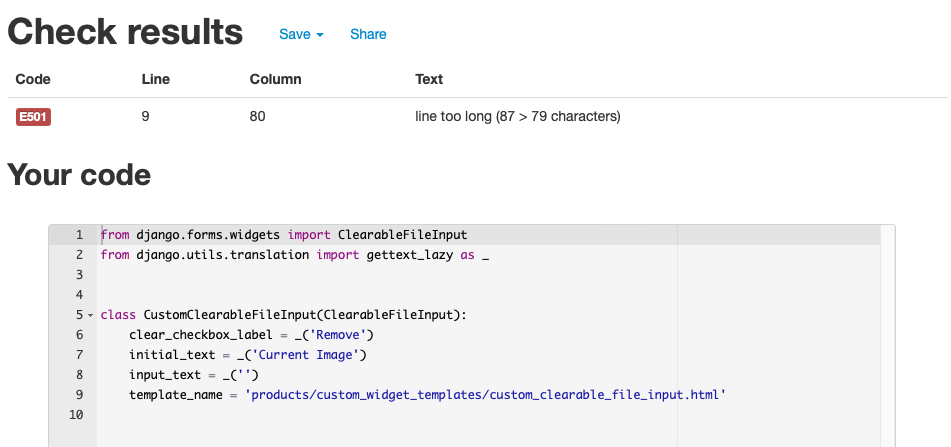 Check results Save Share
Code Line Column Text
E501 9 80 line too long (87 > 79 characters)
Your code
1 from django.forms.widgets import ClearableFileInput
2 from django.utils.translation import gettext_lazy as _
3
4
5 class CustomClearableFileInput(ClearableFileInput):
6     clear_checkbox_label = _('Remove')
7     initial_text = _('Current Image')
8     input_text = _('')
9     template_name = 'products/custom_widget_templates/custom_clearable_file_input.html'
10